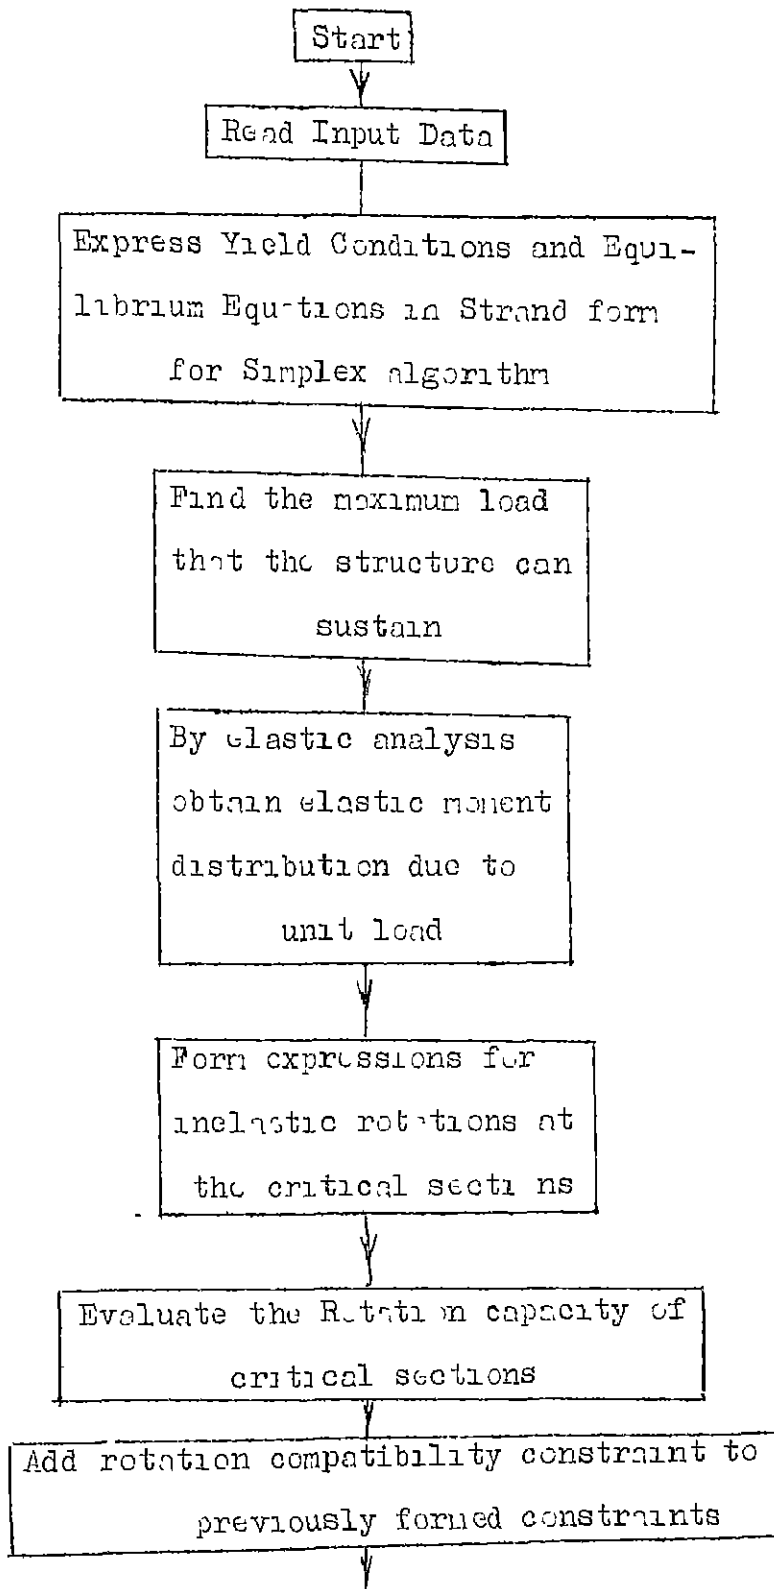 Start
Read Input Data
Express Yield Conditions and Equi-
librium Equations in Strand form
for Simplex algorithm
Find the maximum load
that the structure can
sustain
By elastic analysis
obtain elastic moment
distribution due to
unit load
Form expressions for
inelastic rotations at
the critical sections
Evaluate the Rotation capacity of
critical sections
Add rotation compatibility constraint to
previously formed constraints